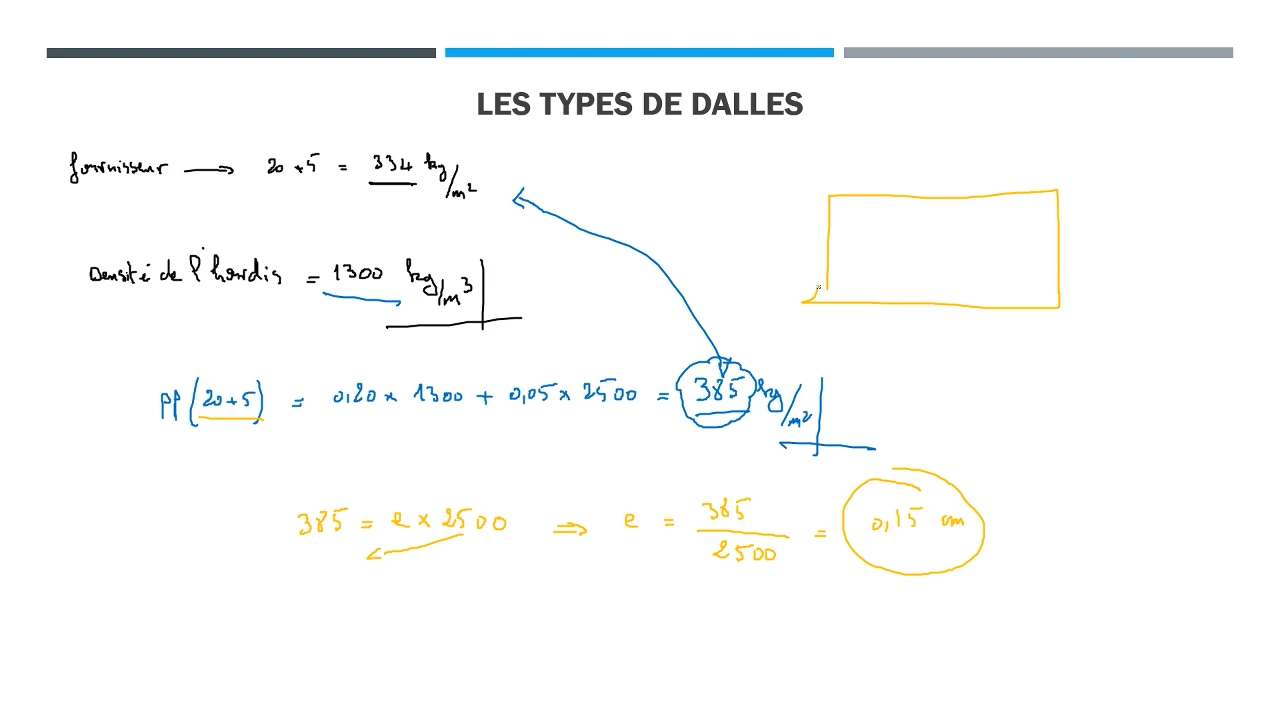 LES TYPES DE DALLES
fournisseur → 20+5 = 334 kg/m²
Densité de l'hourdis = 1300 kg/m³
PP(20+5) = 0,20 × 1300 + 0,05 × 2500 = 385 kg/m²
385 = e × 2500 ⇒ e = 385/2500 = 0,15 cm